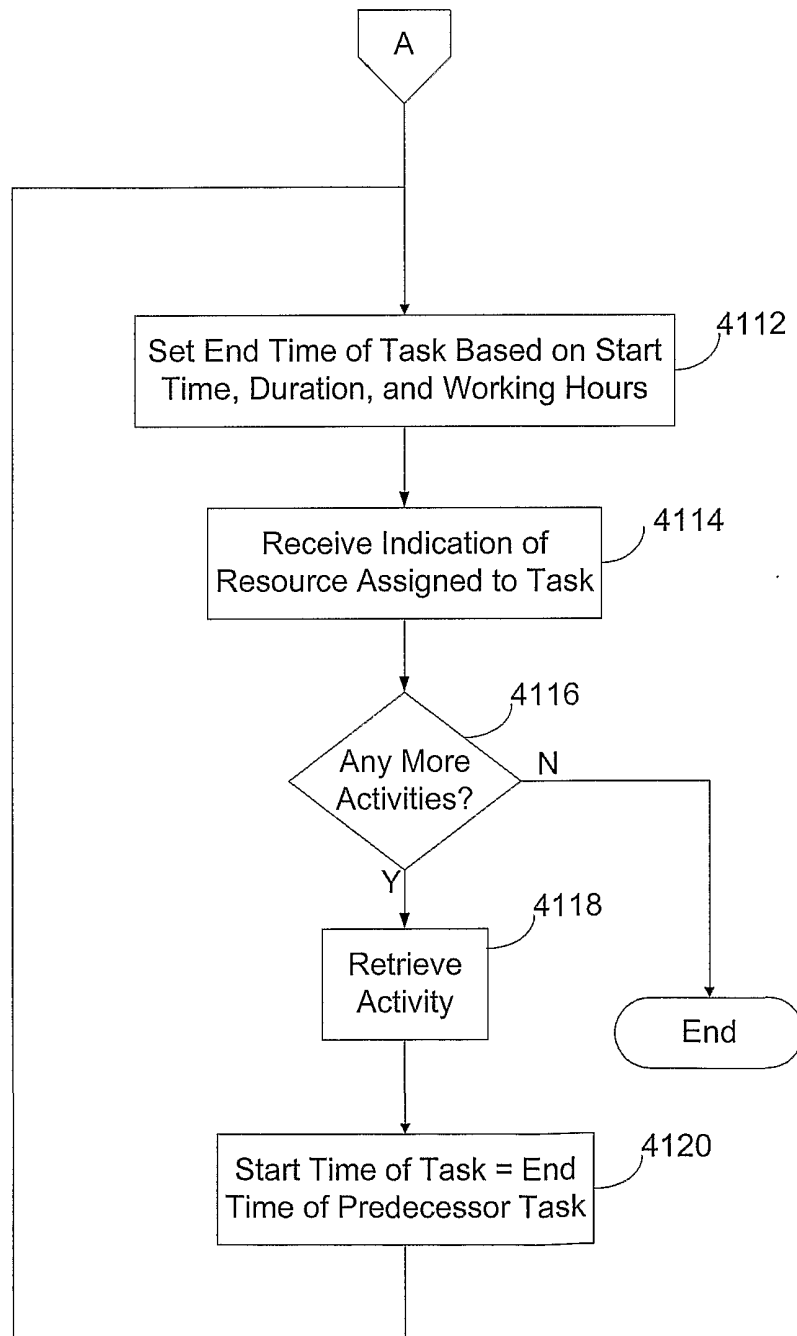 A
4112
Set End Time of Task Based on Start
Time, Duration, and Working Hours
4114
Receive Indication of
Resource Assigned to Task
4116
Any More
Activities?
N
Y
4118
Retrieve
Activity
End
4120
Start Time of Task = End
Time of Predecessor Task